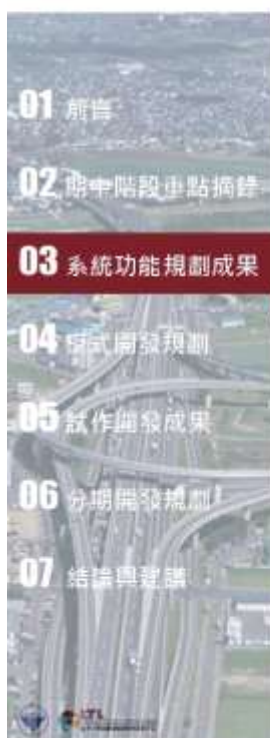 01 前言
02 期中階段重點摘錄
03 系統功能規劃成果
04 程式開發規劃
05 試作開發成果
06 分期開發規劃
07 結論與建議